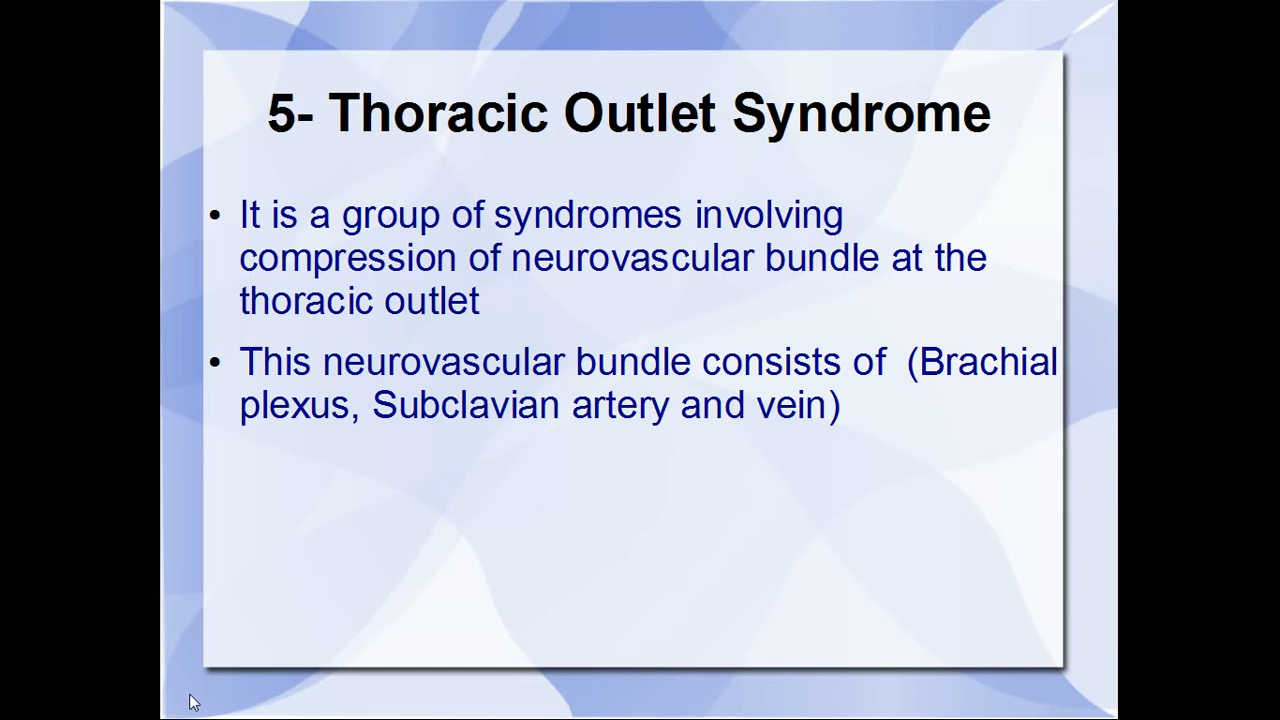 5- Thoracic Outlet Syndrome
• It is a group of syndromes involving
compression of neurovascular bundle at the
thoracic outlet
• This neurovascular bundle consists of  (Brachial
plexus, Subclavian artery and vein)